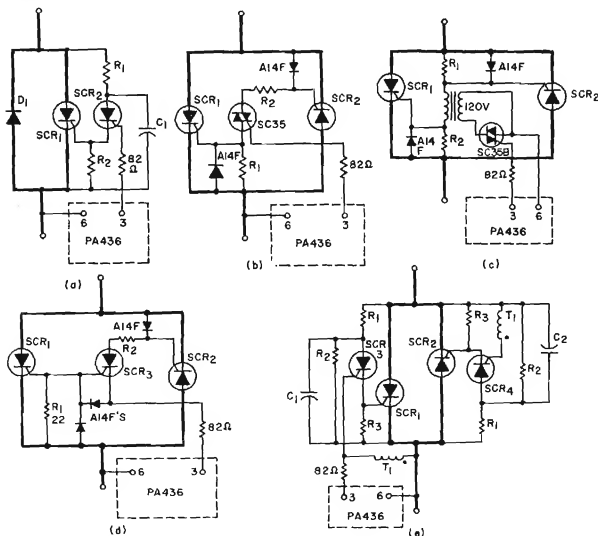 R1
D1
SCR2
SCR1
C1
R2
82
Ω
6
3
PA436
(a)
A14F
R2
SCR1
SCR2
SC35
A14F
R1
82Ω
6
3
PA436
(b)
R1
A14F
SCR1
SCR2
120V
A14
F
R2
SC35B
82Ω
3
6
PA436
(c)
A14F
SCR1
R2
SCR2
SCR3
R1
22
A14F'S
82Ω
6
3
PA436
(d)
R1
R3
T1
SCR
3
SCR2
C2
R2
R2
C1
SCR1
SCR
4
R3
R1
82Ω
T1
3
6
PA436
(e)